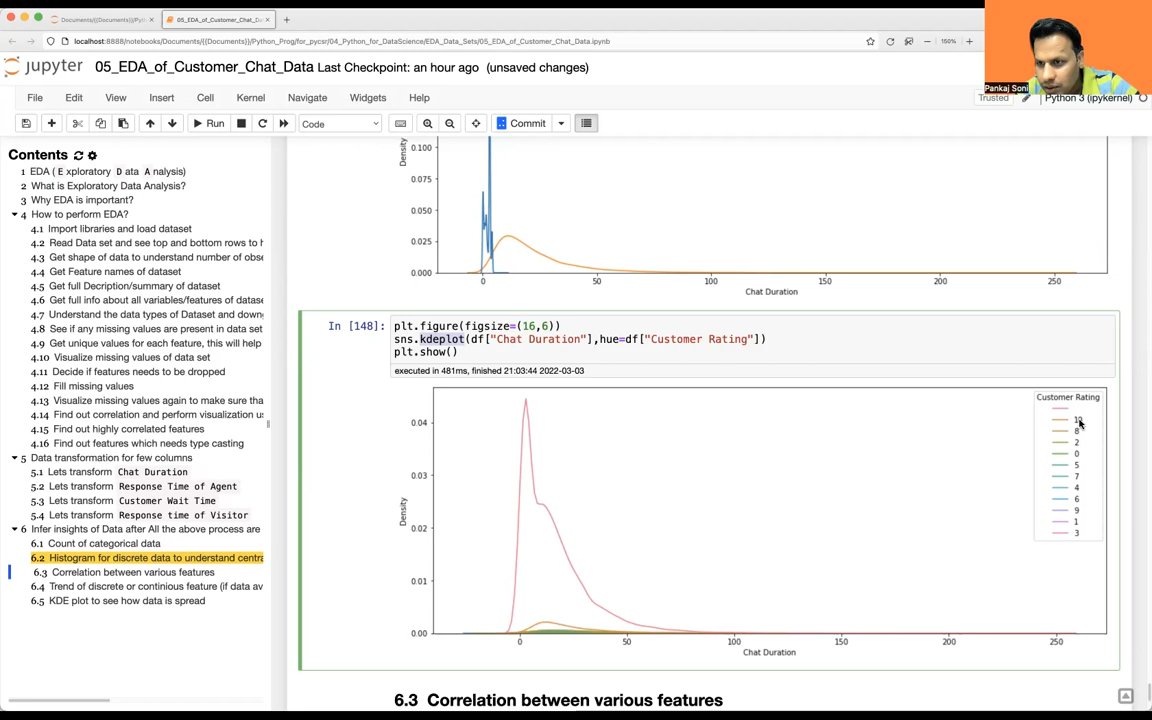 Documents/{{Documents}}/Pyt
05_EDA_of_Customer_Chat_Da
localhost:8888/notebooks/Documents/{{Documents}}/Python_Prog/for_pycsr/04_Python_for_DataScience/EDA_Data_Sets/05_EDA_of_Customer_Chat_Data.ipynb
150%
Pankaj Soni
jupyter
05_EDA_of_Customer_Chat_Data Last Checkpoint: an hour ago (unsaved changes)
File Edit View Insert Cell Kernel Navigate Widgets Help
Trusted
Python 3 (ipykernel)
Run
Code
Commit
Contents
1 EDA ( E xploratory D ata A nalysis)
2 What is Exploratory Data Analysis?
3 Why EDA is important?
4 How to perform EDA?
4.1 Import libraries and load dataset
4.2 Read Data set and see top and bottom rows to h
4.3 Get shape of data to understand number of obse
4.4 Get Feature names of dataset
4.5 Get full Decription/summary of dataset
4.6 Get full info about all variables/features of datase
4.7 Understand the data types of Dataset and down
4.8 See if any missing values are present in data set
4.9 Get unique values for each feature, this will help
4.10 Visualize missing values of data set
4.11 Decide if features needs to be dropped
4.12 Fill missing values
4.13 Visualize missing values again to make sure tha
4.14 Find out correlation and perform visualization u
4.15 Find out highly correlated features
4.16 Find out features which needs type casting
5 Data transformation for few columns
5.1 Lets transform Chat Duration
5.2 Lets transform Response Time of Agent
5.3 Lets transform Customer Wait Time
5.4 Lets transform Response time of Visitor
6 Infer insights of Data after All the above process are
6.1 Count of categorical data
6.2 Histogram for discrete data to understand centra
6.3 Correlation between various features
6.4 Trend of discrete or continious feature (if data av
6.5 KDE plot to see how data is spread
Density
0.100
0.075
0.050
0.025
0.000
0 50 100 150 200 250
Chat Duration
In [148]:
plt.figure(figsize=(16,6))
sns.kdeplot(df["Chat Duration"],hue=df["Customer Rating"])
plt.show()
executed in 481ms, finished 21:03:44 2022-03-03
Customer Rating
10
8
2
0
5
7
4
6
9
1
3
Density
0.04
0.03
0.02
0.01
0.00
0 50 100 150 200 250
Chat Duration
6.3 Correlation between various features